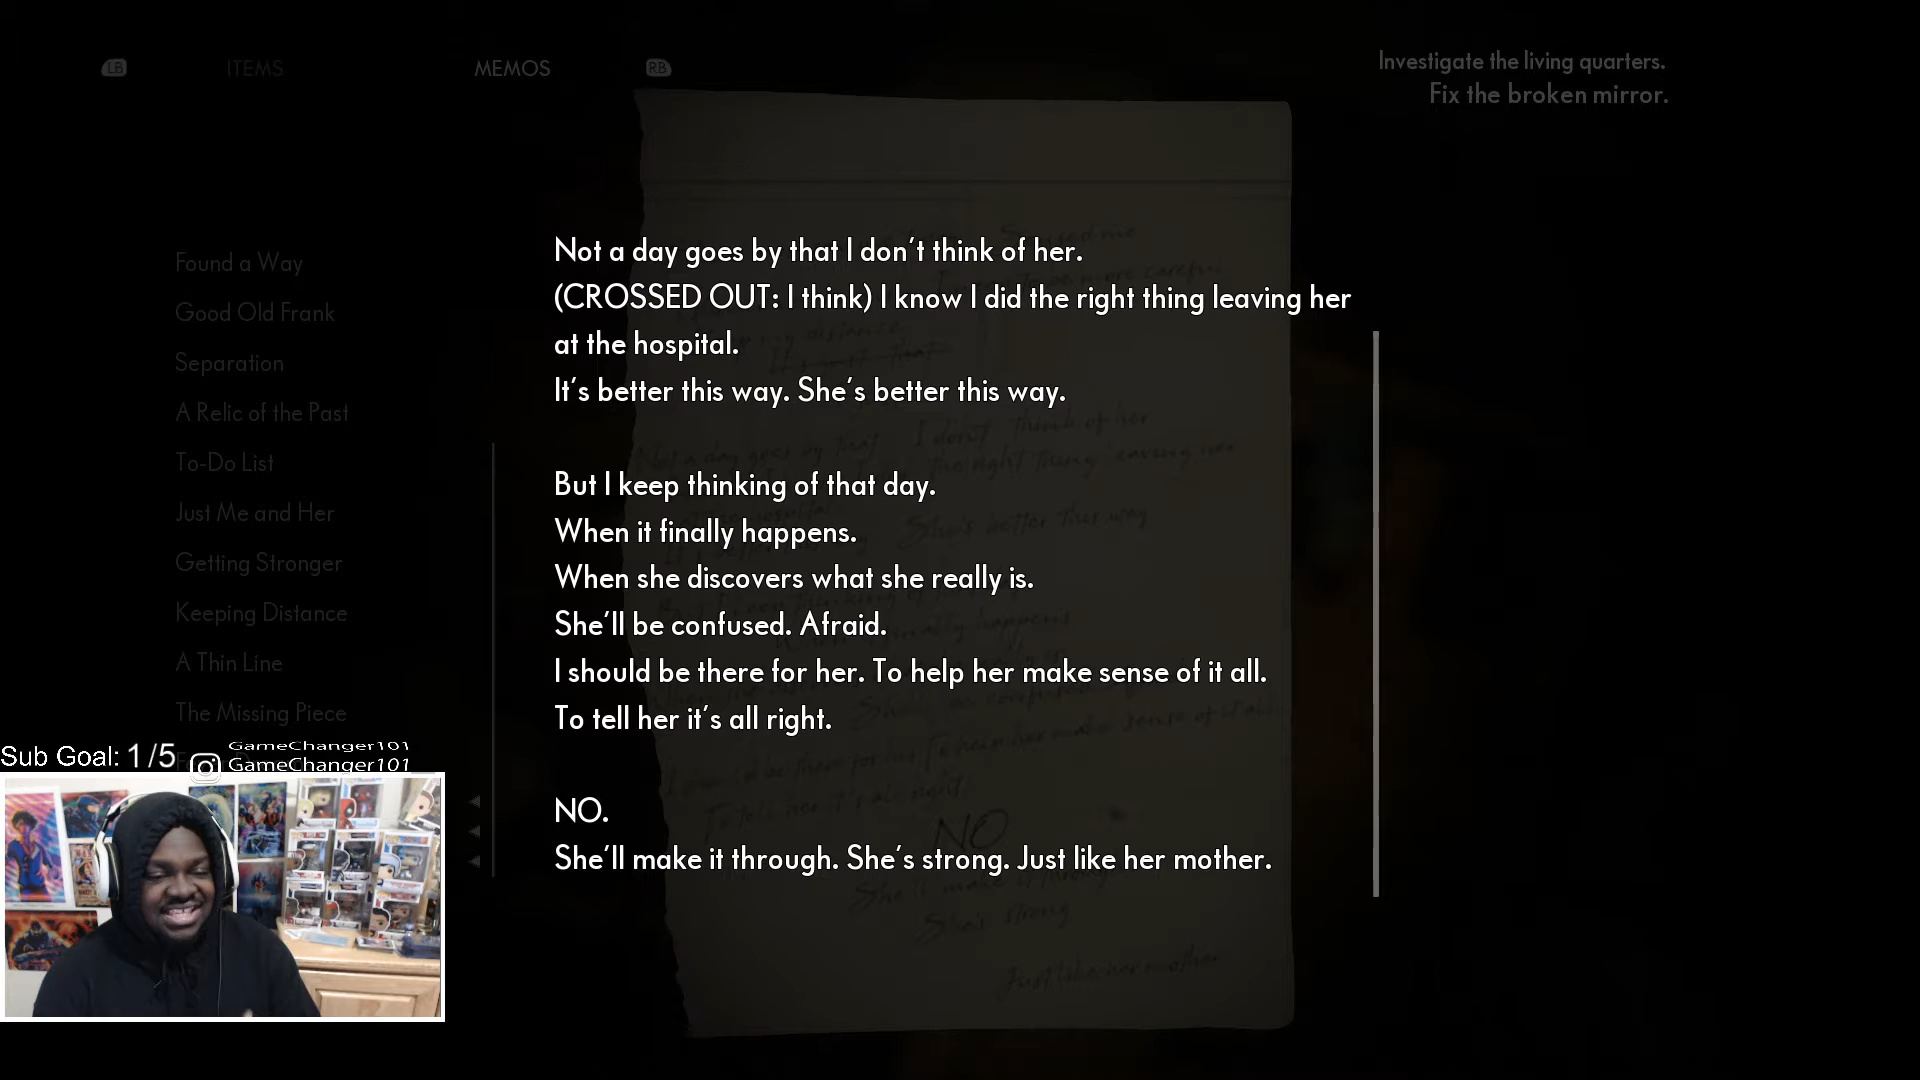 LB
ITEMS
MEMOS
RB
Investigate the living quarters.
Fix the broken mirror.
Found a Way
Good Old Frank
Separation
A Relic of the Past
To-Do List
Just Me and Her
Getting Stronger
Keeping Distance
A Thin Line
The Missing Piece
Not a day goes by that I don't think of her.
(CROSSED OUT: I think) I know I did the right thing leaving her
at the hospital.
It's better this way. She's better this way.
But I keep thinking of that day.
When it finally happens.
When she discovers what she really is.
She'll be confused. Afraid.
I should be there for her. To help her make sense of it all.
To tell her it's all right.
NO.
She'll make it through. She's strong. Just like her mother.
Sub Goal: 1/5
GameChanger101
GameChanger101